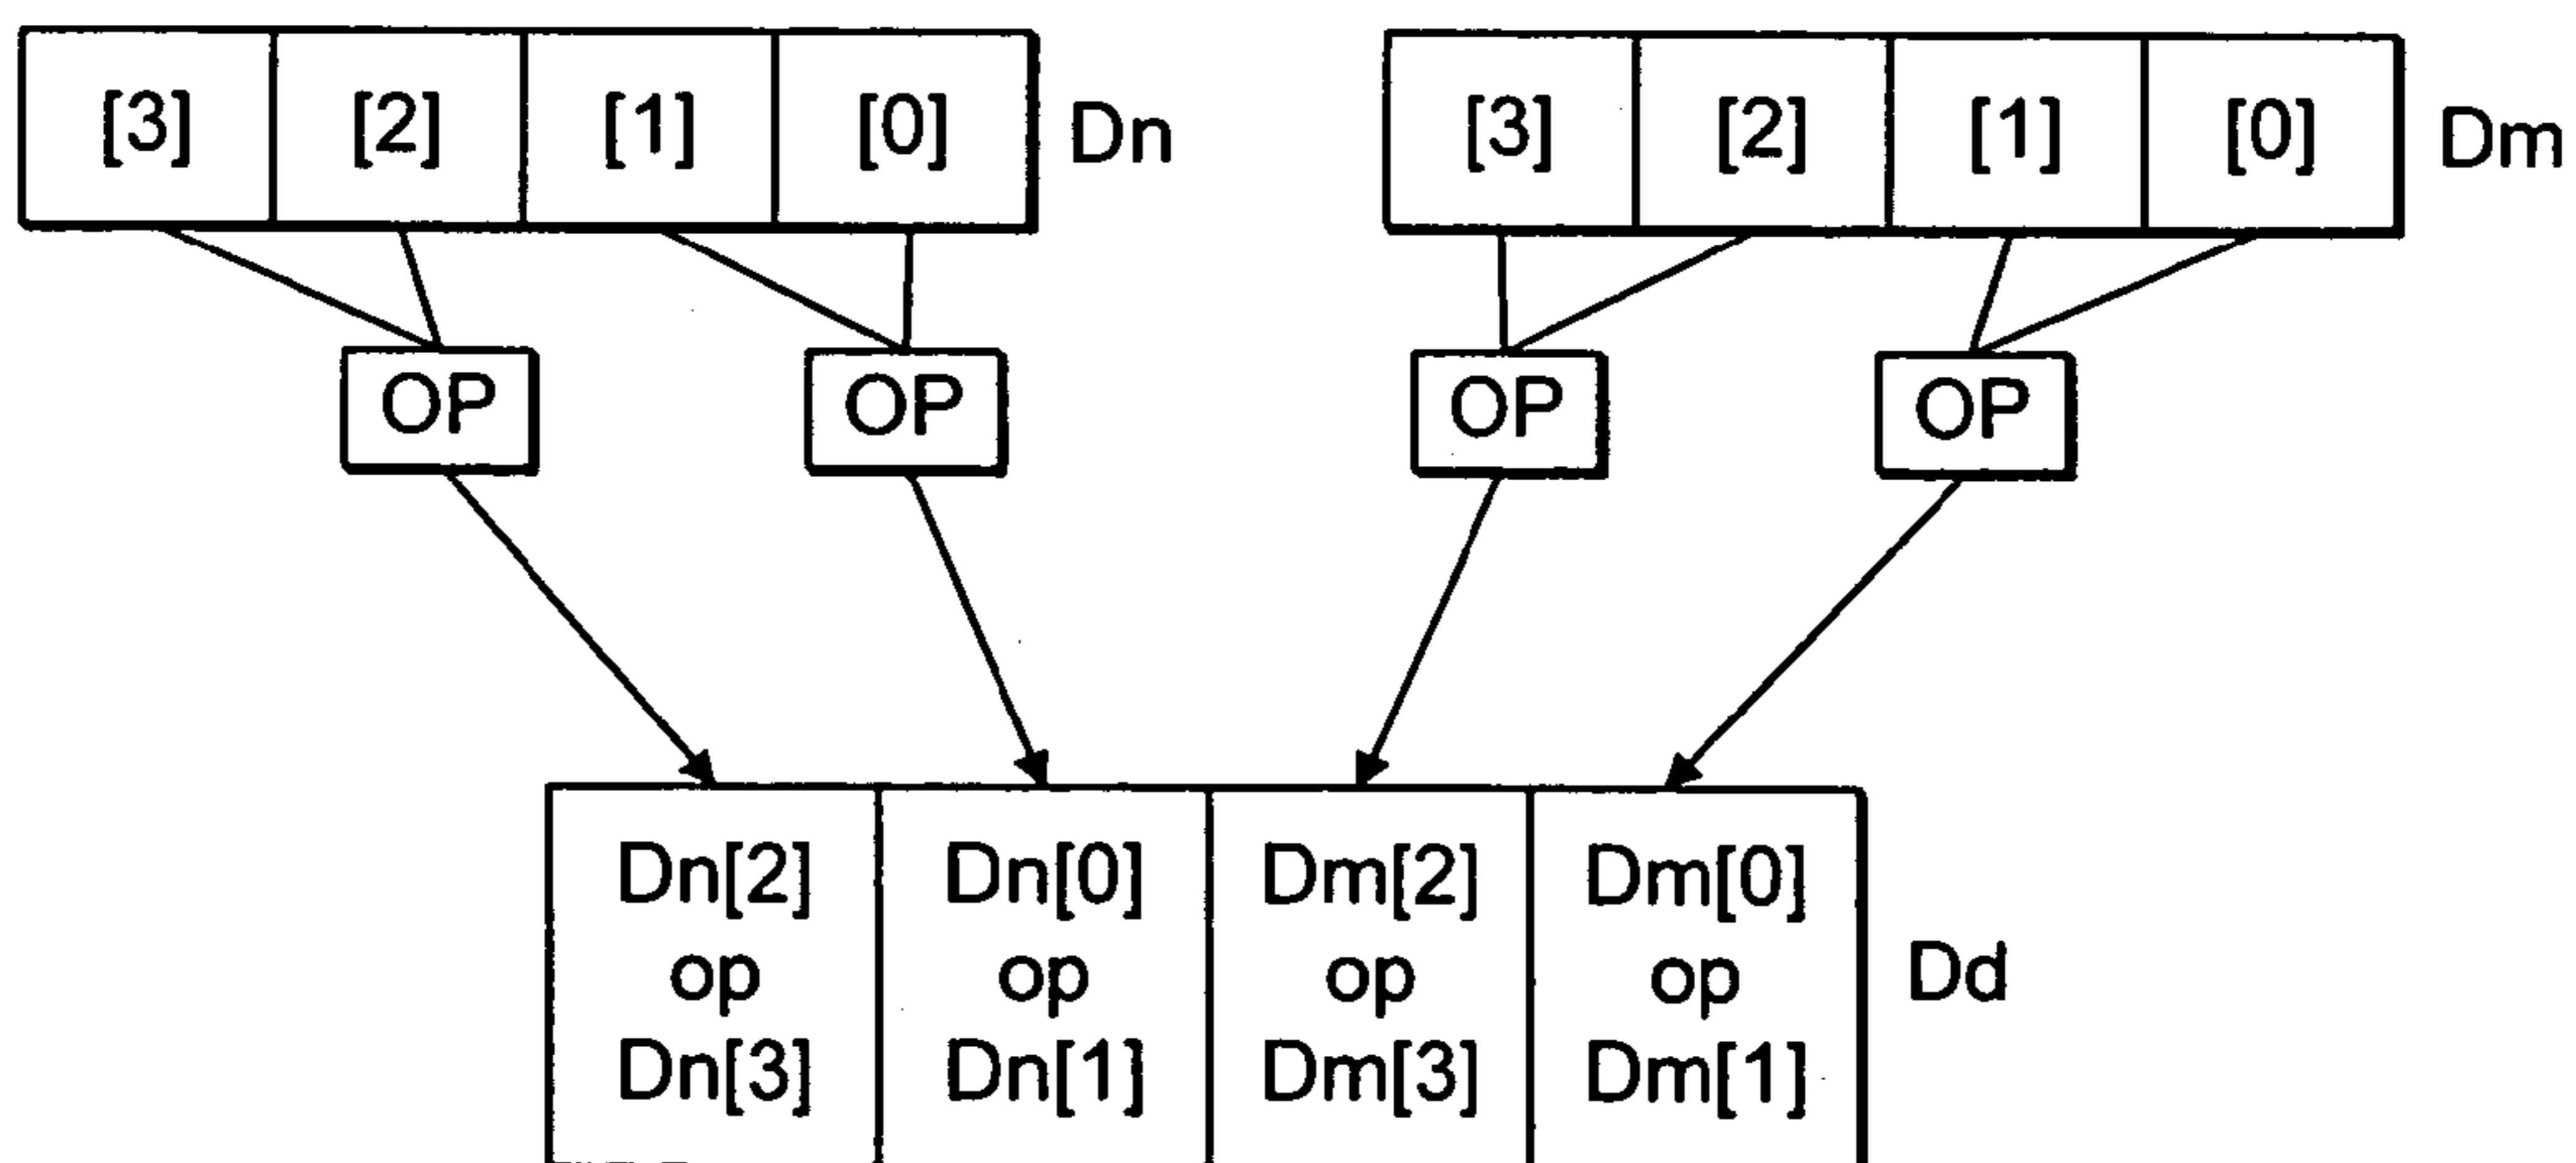 [3] [2] [1] [0] Dn [3] [2] [1] [0] Dm
OP OP OP OP
Dn[2] Dn[0] Dm[2] Dm[0]
op op op op Dd
Dn[3] Dn[1] Dm[3] Dm[1]